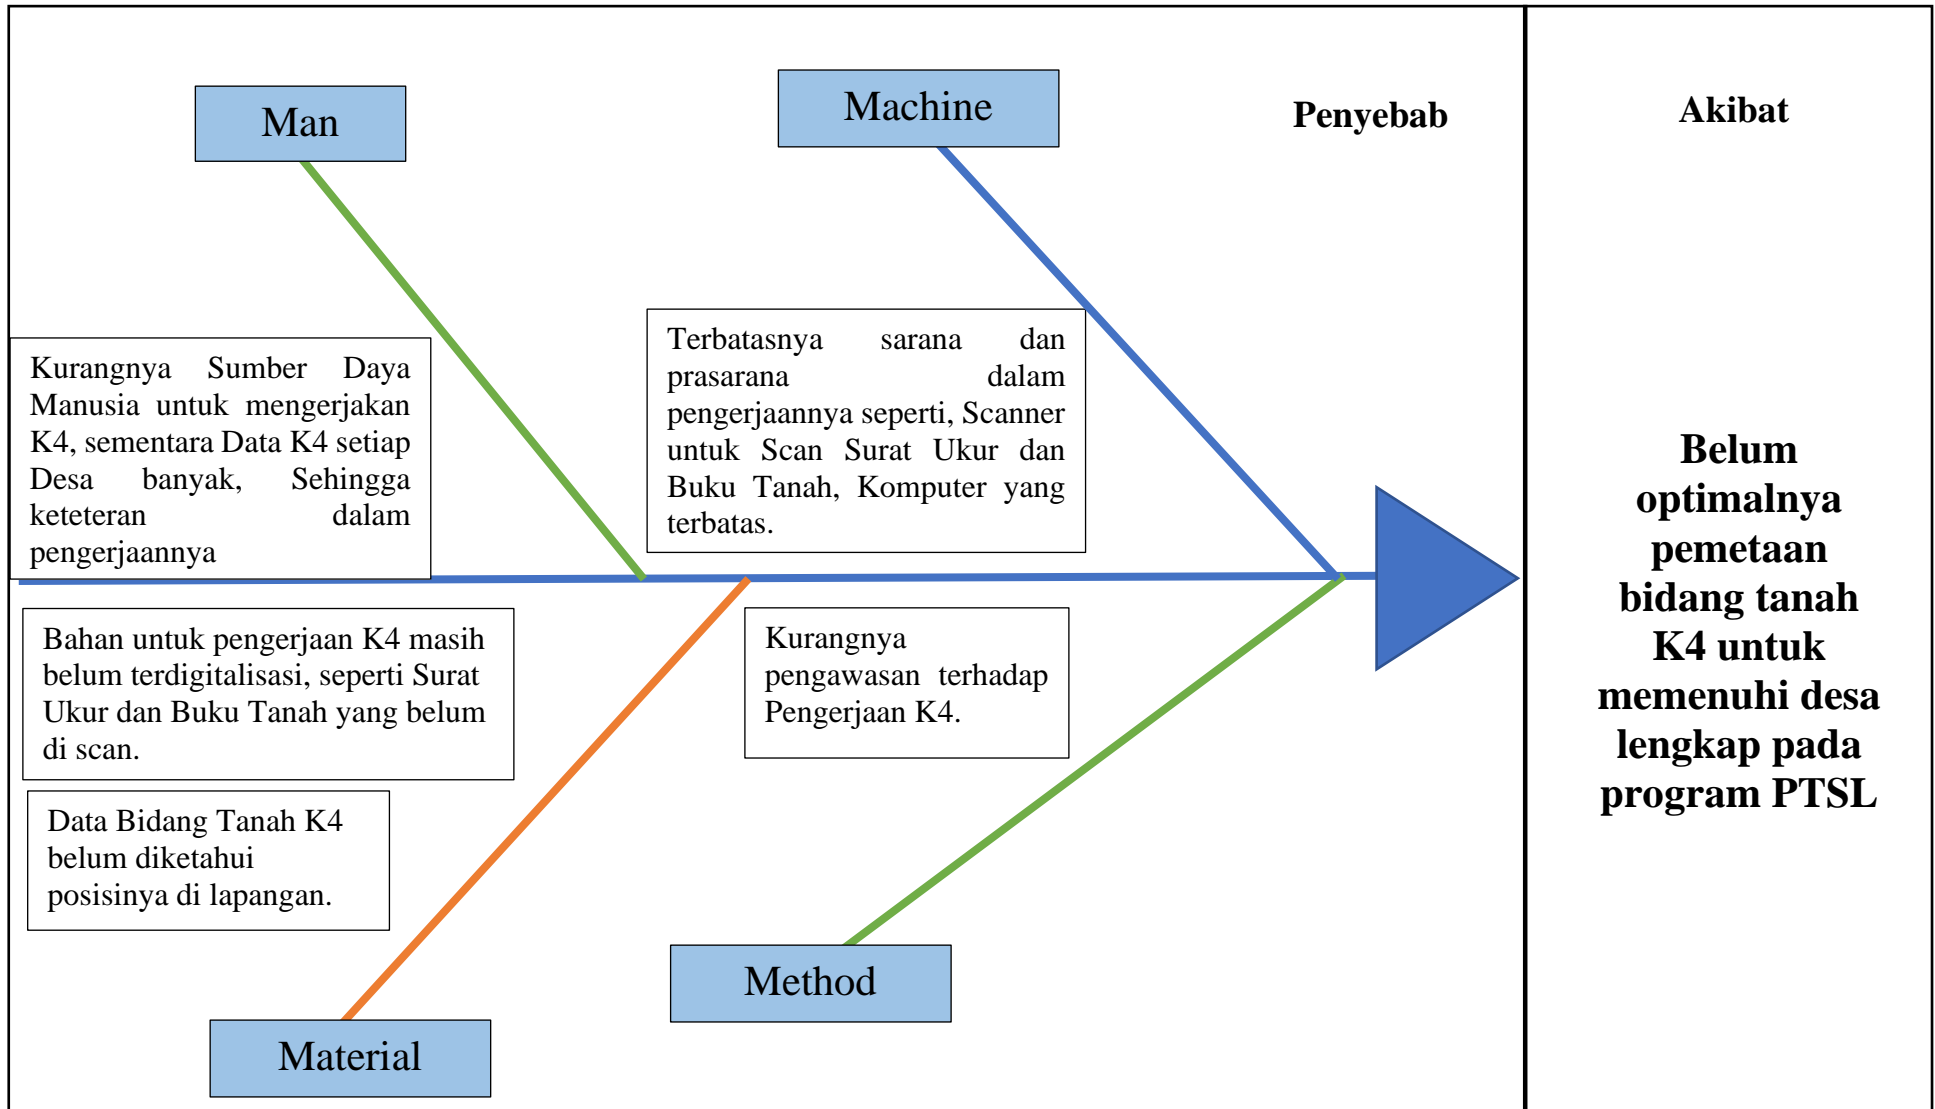 Man
Machine
Penyebab
Akibat
Kurangnya Sumber Daya
Manusia untuk mengerjakan
K4, sementara Data K4 setiap
Desa banyak, Sehingga
keteteran dalam
pengerjaannya
Terbatasnya sarana dan
prasarana dalam
pengerjaannya seperti, Scanner
untuk Scan Surat Ukur dan
Buku Tanah, Komputer yang
terbatas.
Bahan untuk pengerjaan K4 masih
belum terdigitalisasi, seperti Surat
Ukur dan Buku Tanah yang belum
di scan.
Data Bidang Tanah K4
belum diketahui
posisinya di lapangan.
Kurangnya
pengawasan terhadap
Pengerjaan K4.
Material
Method
Belum
optimalnya
pemetaan
bidang tanah
K4 untuk
memenuhi desa
lengkap pada
program PTSL